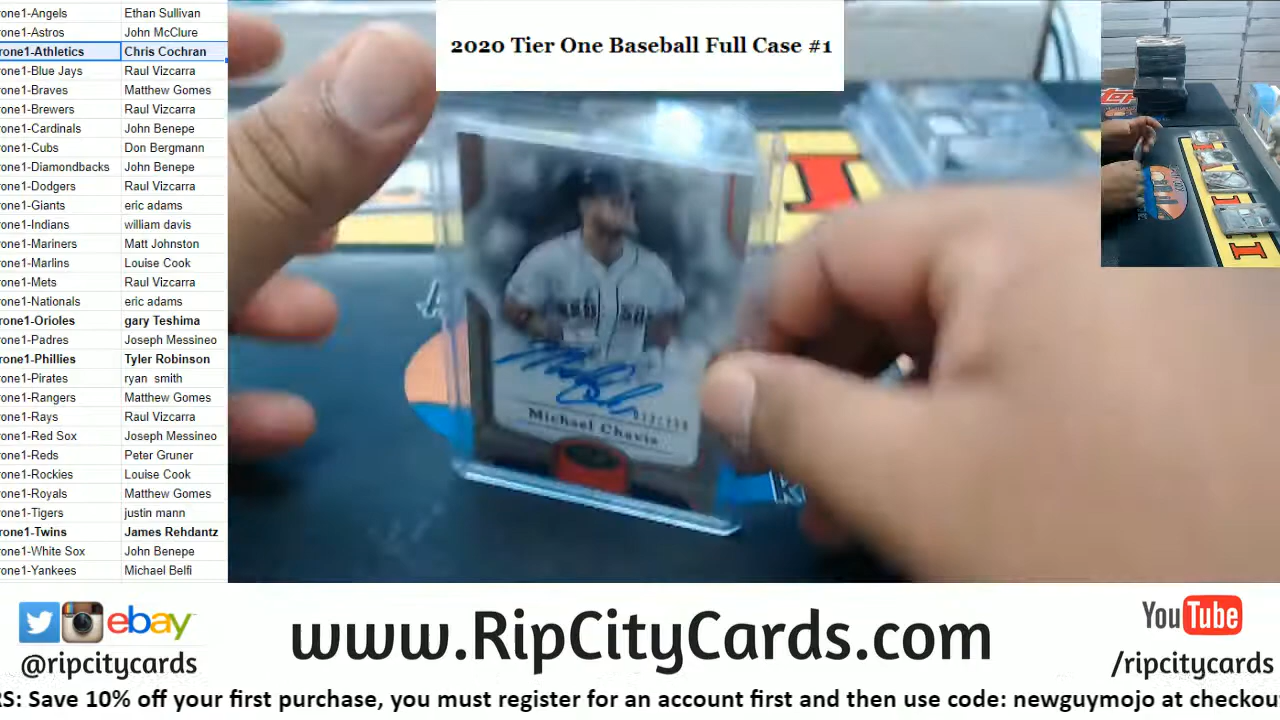 rone1-Angels Ethan Sullivan
rone1-Astros John McClure
rone1-Athletics Chris Cochran
rone1-Blue Jays Raul Vizcarra
rone1-Braves Matthew Gomes
rone1-Brewers Raul Vizcarra
rone1-Cardinals John Benepe
rone1-Cubs Don Bergmann
rone1-Diamondbacks John Benepe
rone1-Dodgers Raul Vizcarra
rone1-Giants eric adams
rone1-Indians william davis
rone1-Mariners Matt Johnston
rone1-Marlins Louise Cook
rone1-Mets Raul Vizcarra
rone1-Nationals eric adams
rone1-Orioles gary Teshima
rone1-Padres Joseph Messineo
rone1-Phillies Tyler Robinson
rone1-Pirates ryan smith
rone1-Rangers Matthew Gomes
rone1-Rays Raul Vizcarra
rone1-Red Sox Joseph Messineo
rone1-Reds Peter Gruner
rone1-Rockies Louise Cook
rone1-Royals Matthew Gomes
rone1-Tigers justin mann
rone1-Twins James Rehdantz
rone1-White Sox John Benepe
rone1-Yankees Michael Belfi
2020 Tier One Baseball Full Case #1
Michael Chavis
ebay
@ripcitycards
www.RipCityCards.com
YouTube
/ripcitycards
RS: Save 10% off your first purchase, you must register for an account first and then use code: newguymojo at checkou